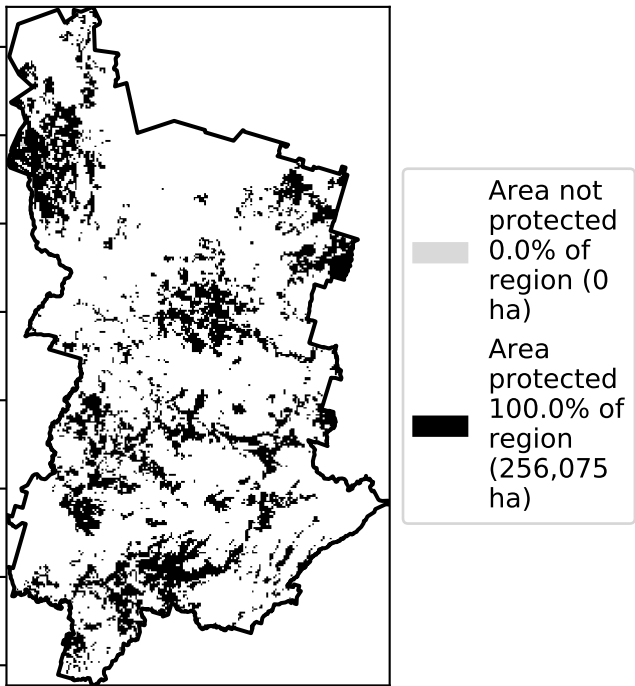 Area not
protected
0.0% of
region (0
ha)
Area
protected
100.0% of
region
(256,075
ha)